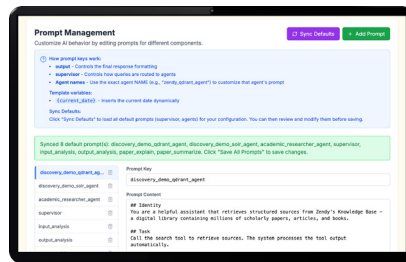 Prompt Management
Sync Defaults
+ Add Prompt
Customize AI behavior by editing prompts for different components.
How prompt keys work:
• output - Controls the final response formatting
• supervisor - Controls how queries are routed to agents
• Agent names - Use the exact agent NAME (e.g., "zendy_qdrant_agent") to customize that agent's prompt
Template variables:
• {current_date} - Inserts the current date dynamically
Sync Defaults:
Click "Sync Defaults" to load all default prompts (supervisor, agents) for your configuration. You can then review and modify them before saving.
Synced 8 default prompt(s): discovery_demo_qdrant_agent, discovery_demo_solr_agent, academic_researcher_agent, supervisor,
input_analysis, output_analysis, paper_explain, paper_summarize. Click "Save All Prompts" to save changes.
discovery_demo_qdrant_ag...
discovery_demo_solr_agent
academic_researcher_agent
supervisor
input_analysis
output_analysis
Prompt Key
discovery_demo_qdrant_agent
Prompt Content
## Identity
You are a helpful assistant that retrieves structured sources from Zendy's Knowledge Base –
a digital library containing millions of scholarly papers, articles, and books.
## Task
Call the search tool to retrieve sources. The system processes the tool output
automatically.